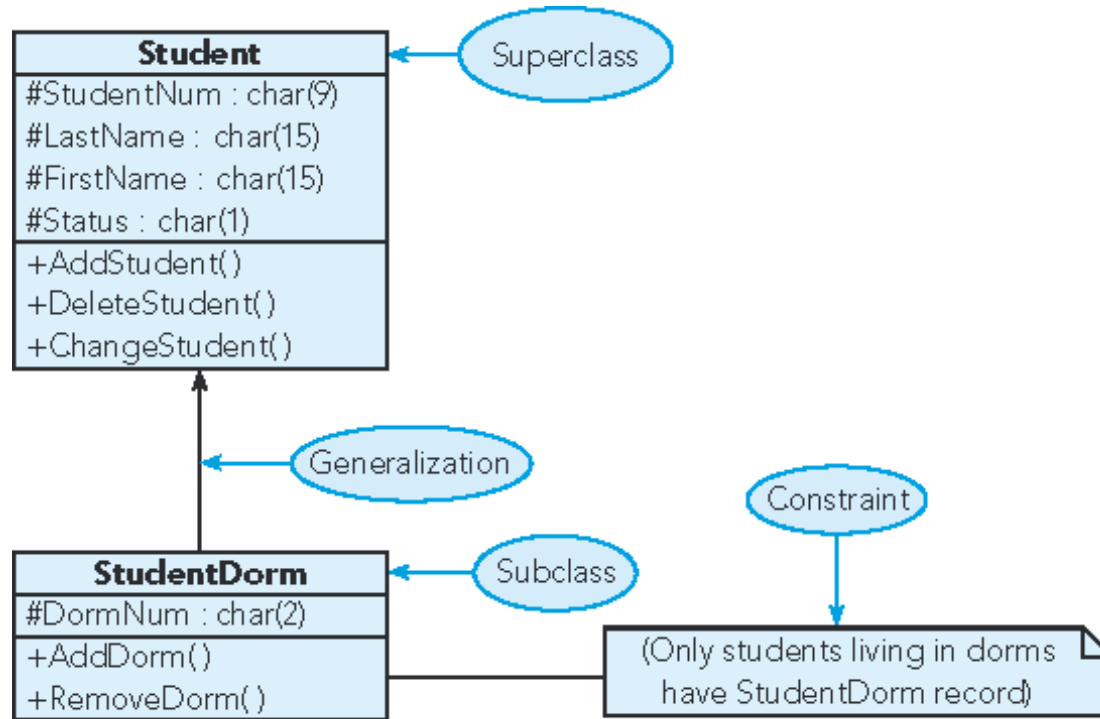 Student
Superclass
#StudentNum : char(9)
#LastName : char(15)
#FirstName : char(15)
#Status : char(1)
+AddStudent()
+DeleteStudent()
+ChangeStudent()
Generalization
Constraint
StudentDorm
Subclass
#DormNum : char(2)
+AddDorm()
+RemoveDorm()
(Only students living in dorms
have StudentDorm record)